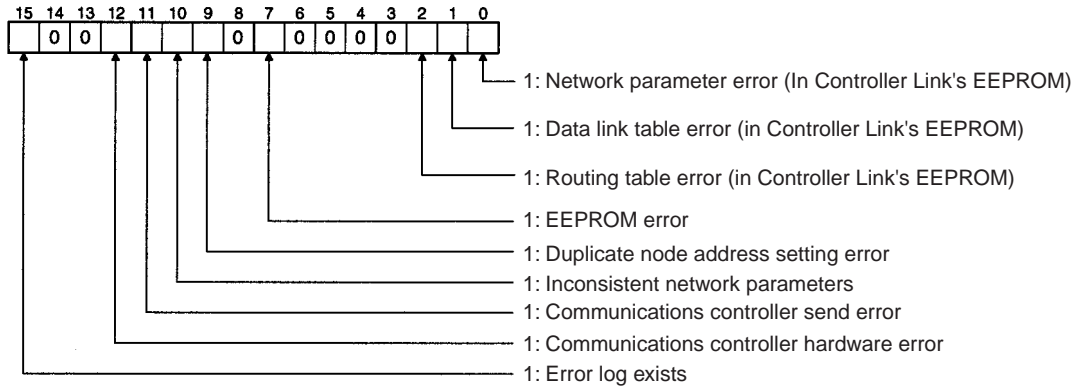 15 14 13 12 11 10 9 8 7 6 5 4 3 2 1 0
0 0 0 0 0 0 0
1: Network parameter error (In Controller Link's EEPROM)
1: Data link table error (in Controller Link's EEPROM)
1: Routing table error (in Controller Link's EEPROM)
1: EEPROM error
1: Duplicate node address setting error
1: Inconsistent network parameters
1: Communications controller send error
1: Communications controller hardware error
1: Error log exists